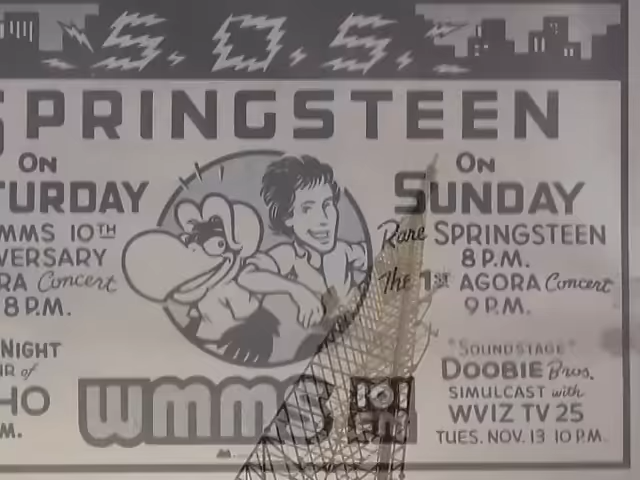 S.O.S.
SPRINGSTEEN
ON
TURDAY
MMS 10TH
VERSARY
RA Concert
8 P.M.
NIGHT
IR of
HO
M.
ON
SUNDAY
Rare SPRINGSTEEN
8 P.M.
The 1ST AGORA Concert
9 P.M.
"SOUNDSTAGE"
DOOBIE Bros.
SIMULCAST with
WVIZ TV 25
TUES. NOV. 13 10 P.M.
WMMS 101
FM